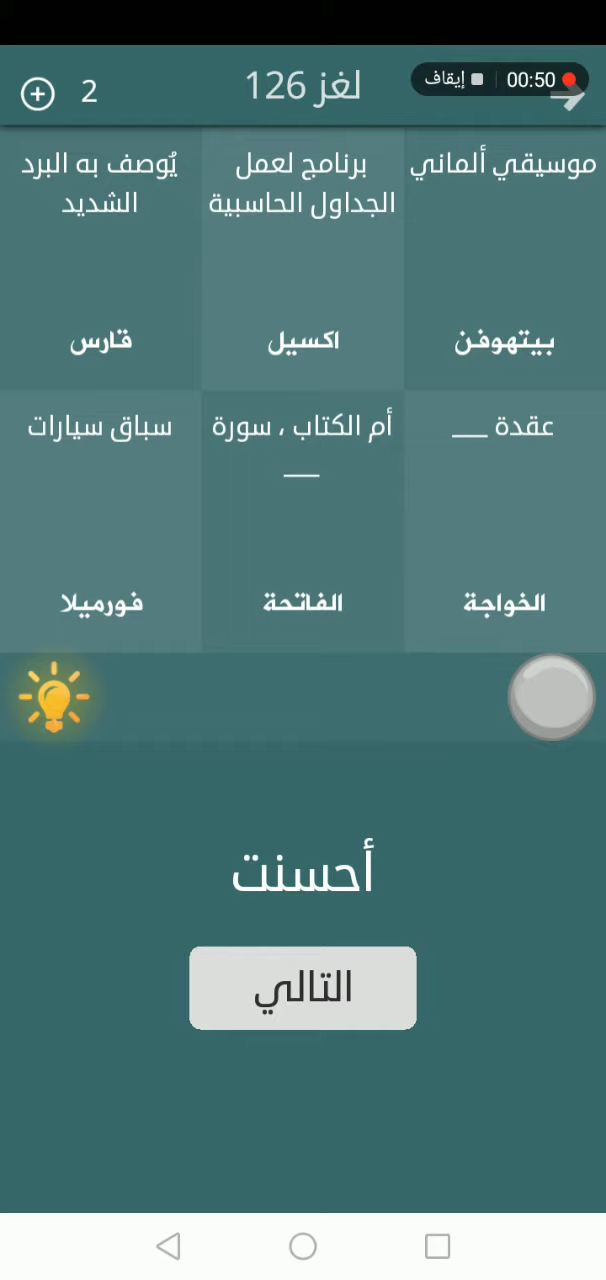 إيقاف 00:50
لغز 126
2
موسيقي ألماني
بيتهوفن
برنامج لعمل
الجداول الحاسبية
اكسيل
يُوصف به البرد
الشديد
قارس
عقدة ___
الخواجة
أم الكتاب ، سورة
___
الفاتحة
سباق سيارات
فورميلا
أحسنت
التالي